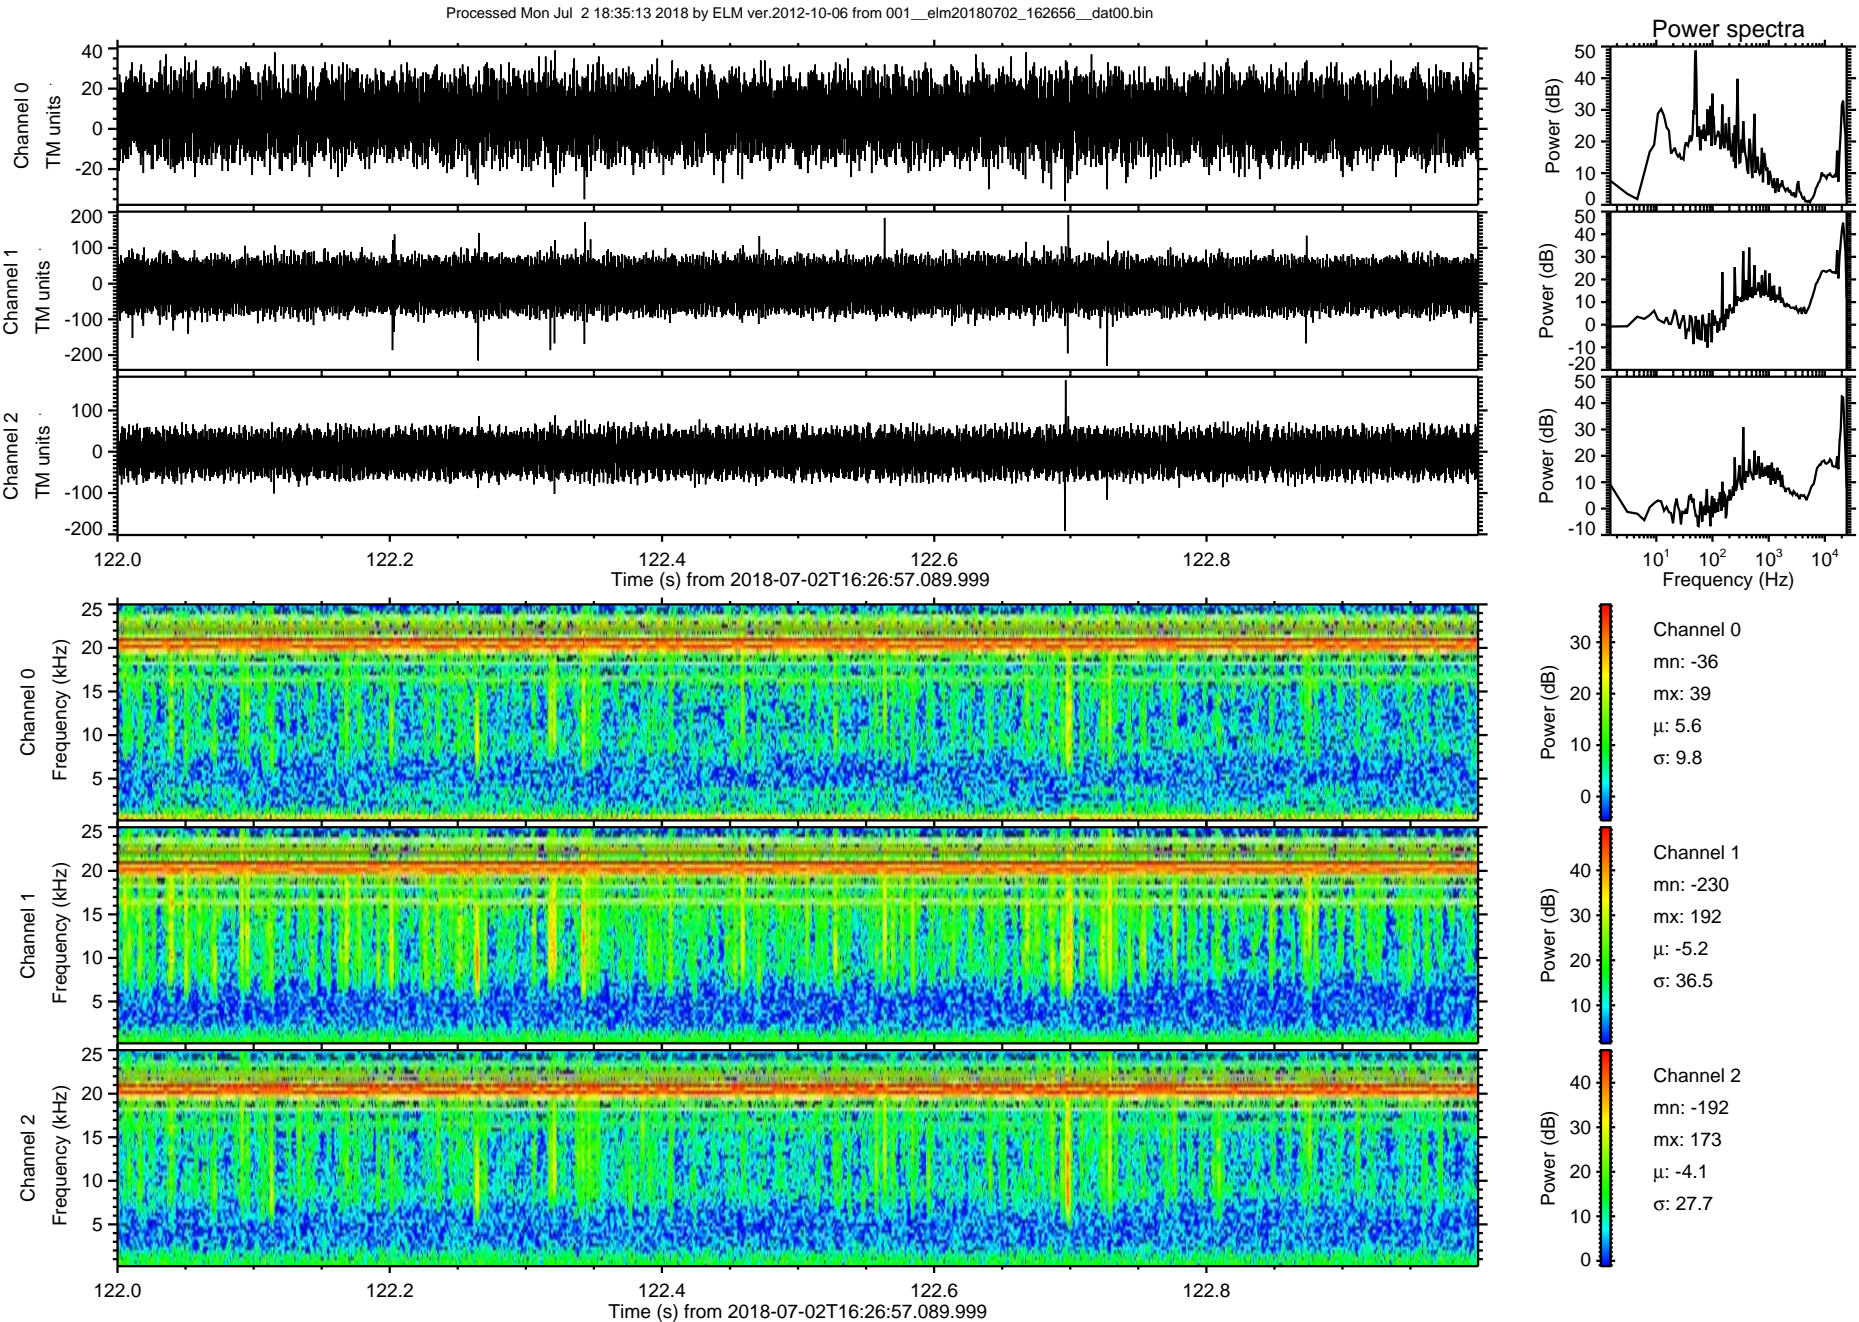 Processed Mon Jul 2 18:35:13 2018 by ELM ver.2012-10-06 from 001__elm20180702_162656__dat00.bin
Power spectra
Channel 0
TM units
40
20
0
-20
Power (dB)
50
40
30
20
10
0
Channel 1
TM units
200
100
0
-100
-200
Power (dB)
50
40
30
20
10
0
-10
-20
Channel 2
TM units
100
0
-100
-200
Power (dB)
50
40
30
20
10
0
-10
122.0 122.2 122.4 122.6 122.8
Time (s) from 2018-07-02T16:26:57.089.999
10¹ 10² 10³ 10⁴
Frequency (Hz)
Channel 0
Frequency (kHz)
25
20
15
10
5
Power (dB)
30
20
10
0
Channel 0
mn: -36
mx: 39
μ: 5.6
σ: 9.8
Channel 1
Frequency (kHz)
25
20
15
10
5
Power (dB)
40
30
20
10
Channel 1
mn: -230
mx: 192
μ: -5.2
σ: 36.5
Channel 2
Frequency (kHz)
25
20
15
10
5
Power (dB)
40
30
20
10
0
Channel 2
mn: -192
mx: 173
μ: -4.1
σ: 27.7
122.0 122.2 122.4 122.6 122.8
Time (s) from 2018-07-02T16:26:57.089.999